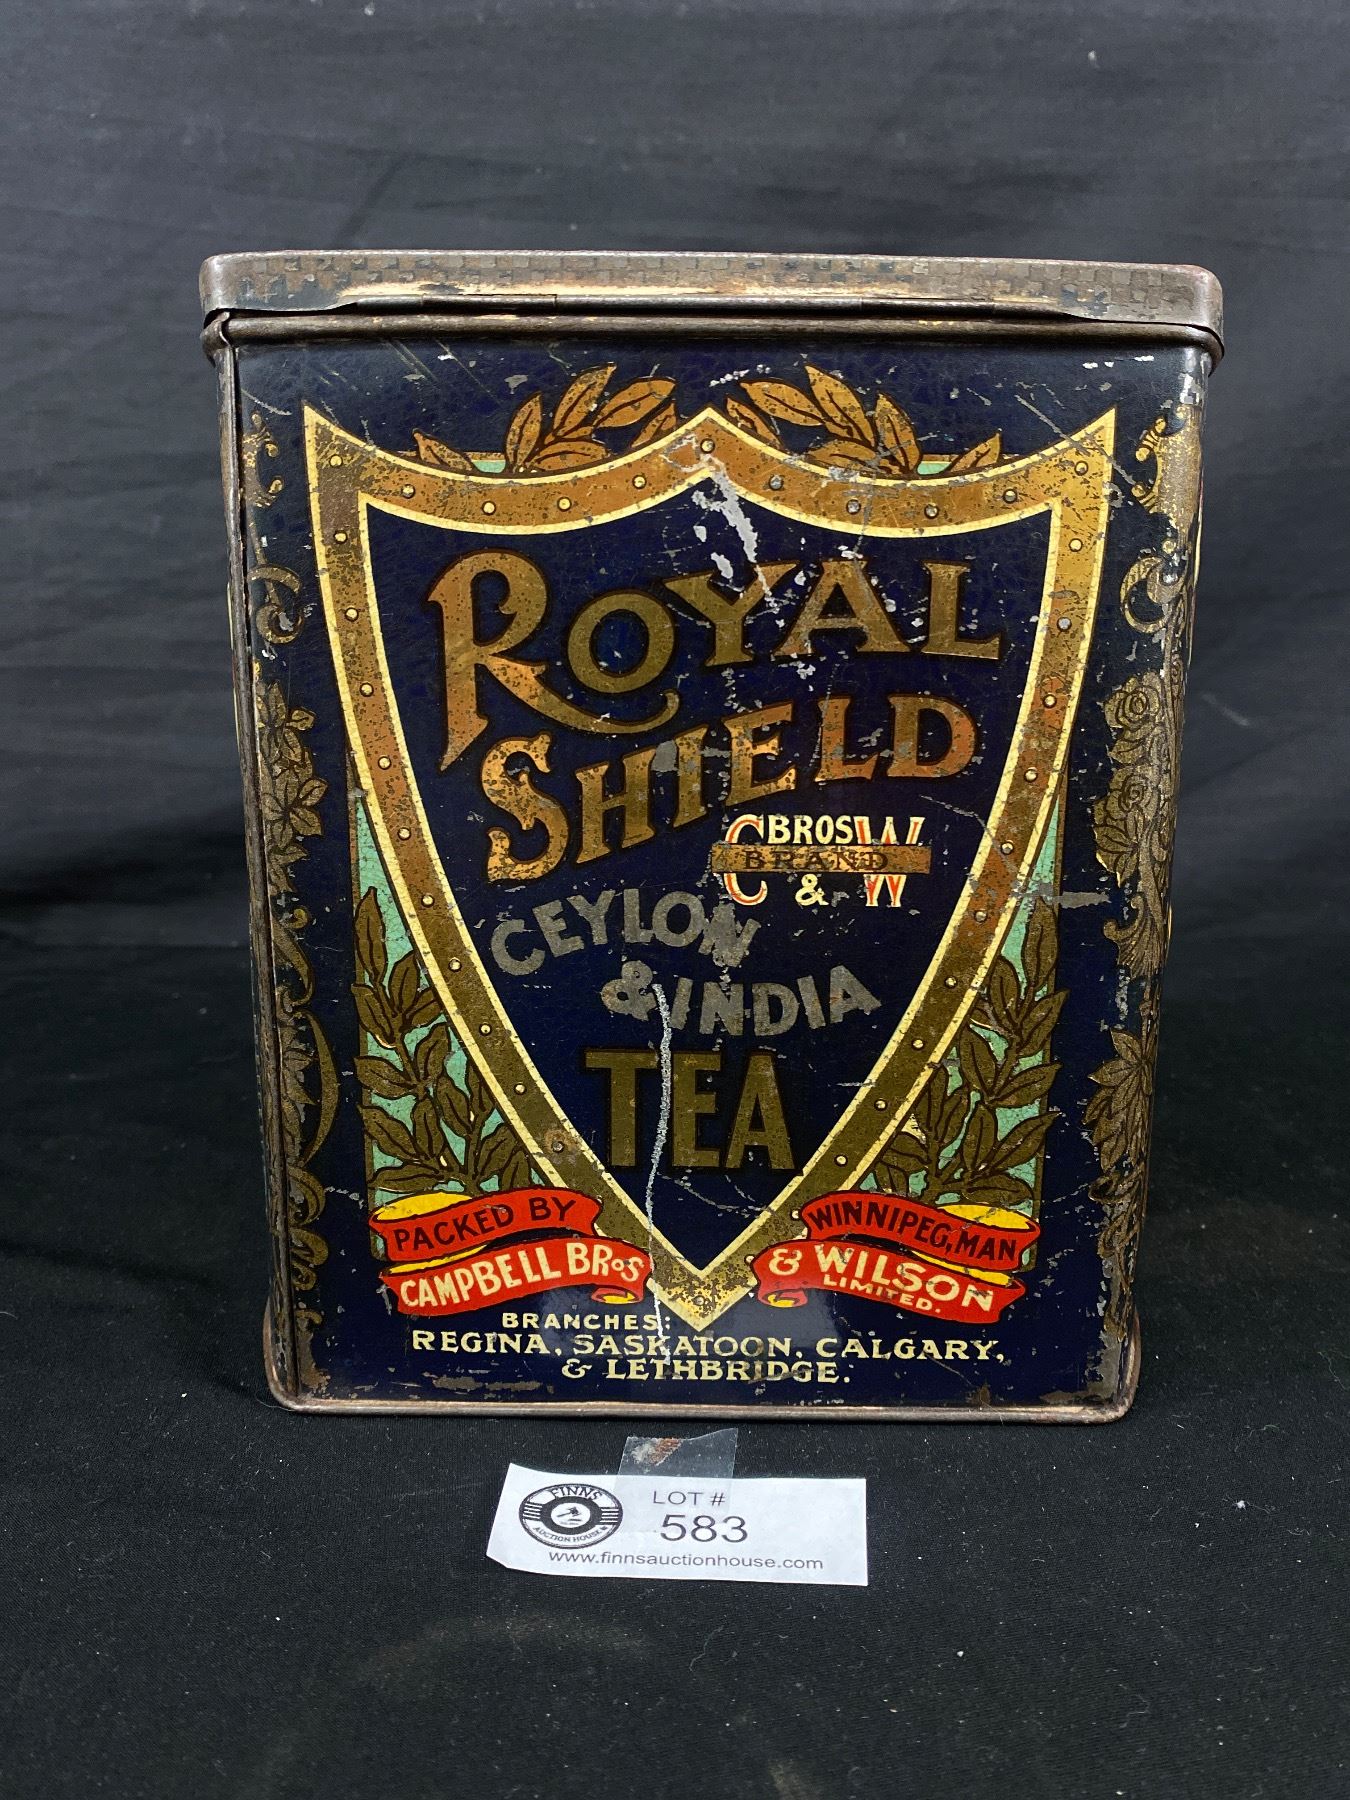 ROYAL
SHIELD
C BROS W
BRAND
&
CEYLON
& INDIA
TEA
PACKED BY
CAMPBELL BROS
WINNIPEG, MAN
& WILSON
LIMITED.
BRANCHES:
REGINA, SASKATOON, CALGARY,
& LETHBRIDGE.
FINNS
AUCTION HOUSE
LOT #
583
www.finnsauctionhouse.com